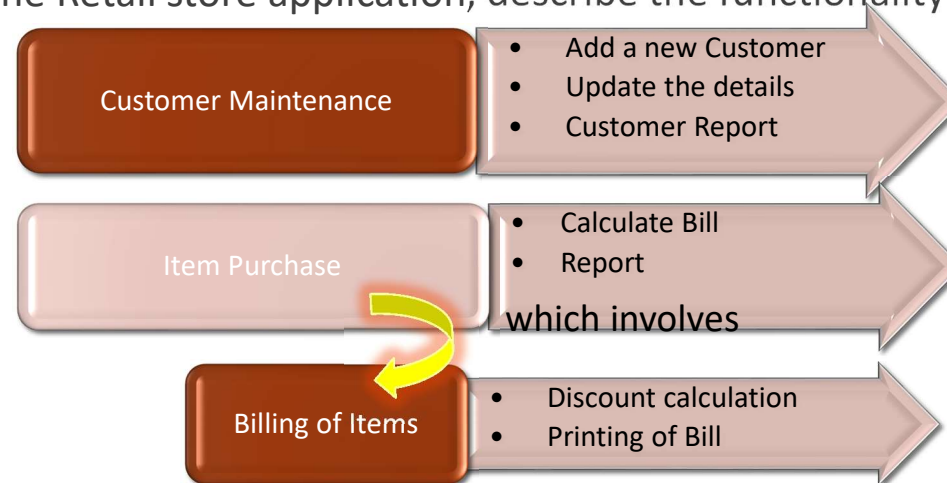 ne Retail store application, describe the functionality
Customer Maintenance
• Add a new Customer
• Update the details
• Customer Report
Item Purchase
• Calculate Bill
• Report
which involves
Billing of Items
• Discount calculation
• Printing of Bill